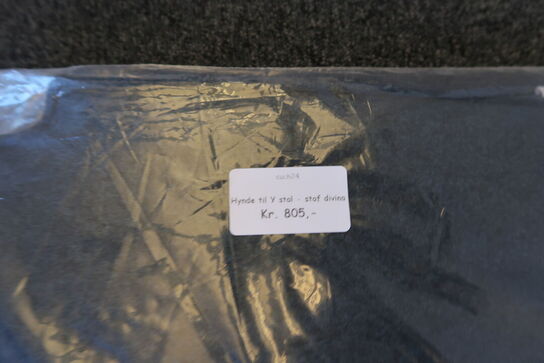 Hynde til Y stol - stof divina
Kr. 805,-